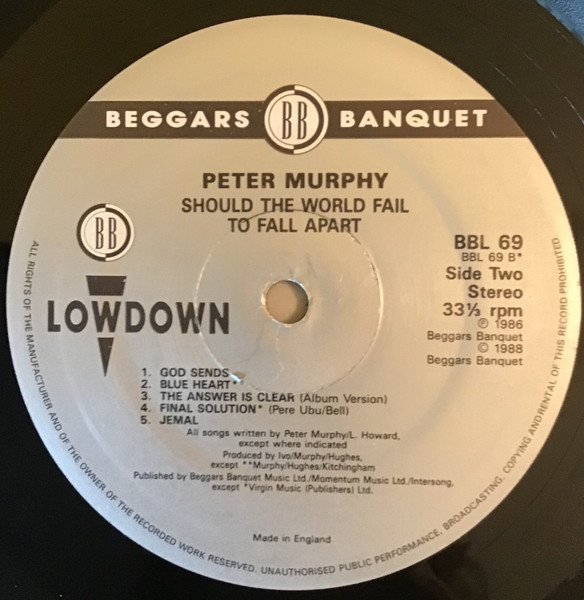 BEGGARS BB BANQUET
PETER MURPHY
SHOULD THE WORLD FAIL
TO FALL APART
BB
LOWDOWN
BBL 69
BBL 69 B*
Side Two
Stereo
33⅓ rpm
℗ 1986
Beggars Banquet
© 1988
Beggars Banquet
1. GOD SENDS
2. BLUE HEART**
3. THE ANSWER IS CLEAR (Album Version)
4. FINAL SOLUTION* (Pere Ubu/Bell)
5. JEMAL
All songs written by Peter Murphy/L. Howard,
except where indicated
Produced by Ivo/Murphy/Hughes,
except **Murphy/Hughes/Kitchingham
Published by Beggars Banquet Music Ltd./Momentum Music Ltd./Intersong,
except *Virgin Music (Publishers) Ltd.
Made in England
ALL RIGHTS OF THE MANUFACTURER AND OF THE OWNER OF THE RECORDED WORK RESERVED. UNAUTHORISED PUBLIC PERFORMANCE, BROADCASTING, COPYING AND RENTAL OF THIS RECORD PROHIBITED.